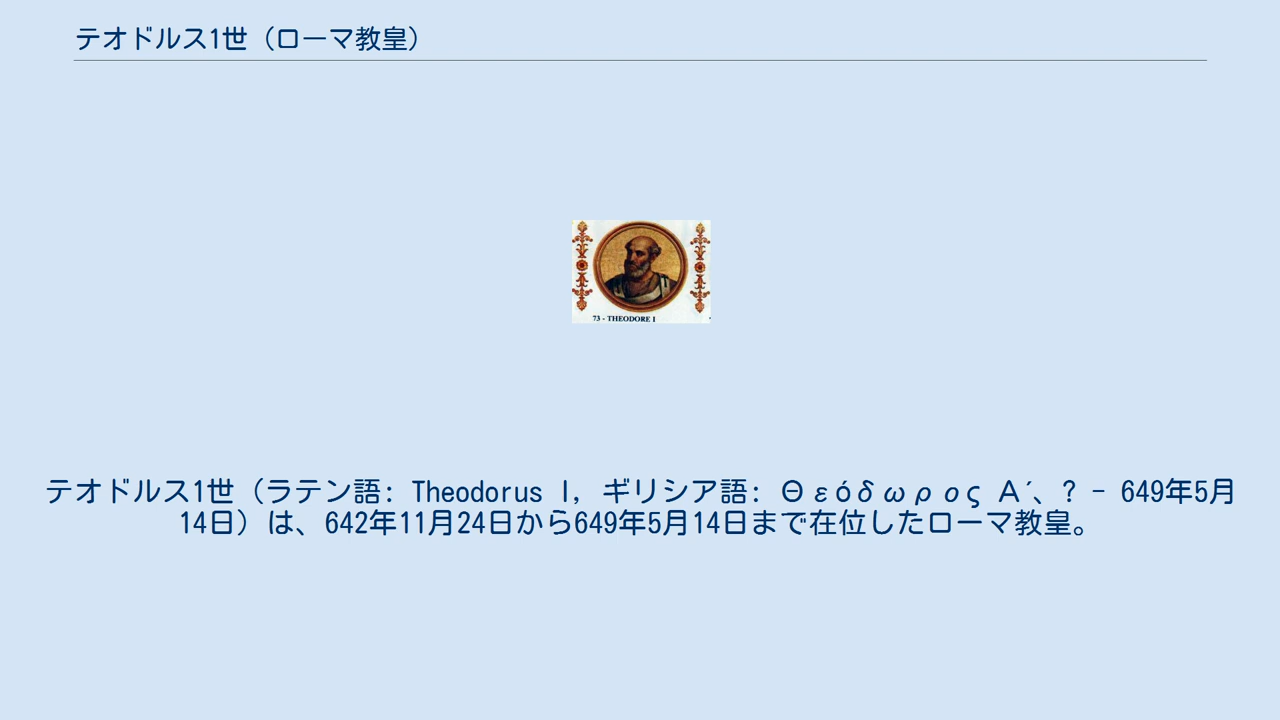 テオドルス1世（ローマ教皇）
73 - THEODORE I
テオドルス1世（ラテン語: Theodorus I, ギリシア語: Θεόδωρος Α´、? - 649年5月
14日）は、642年11月24日から649年5月14日まで在位したローマ教皇。